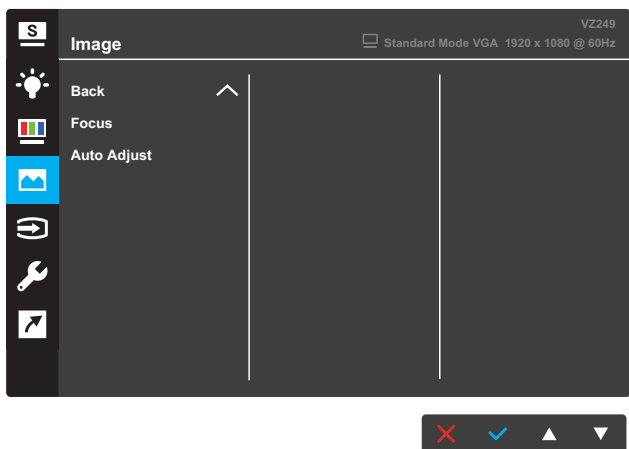 S
VZ249
Image
Standard Mode VGA 1920 x 1080 @ 60Hz
Back
Focus
Auto Adjust